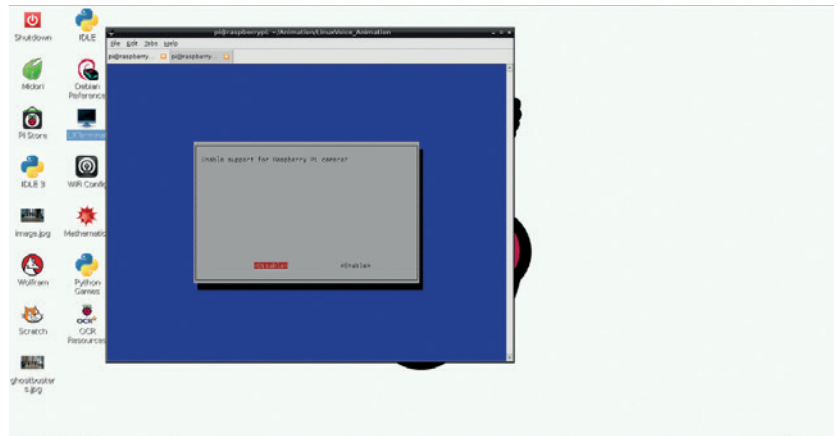 pi@raspberrypi: ~/Animation/LinuxVoice_Animation
File Edit Tabs Help
pi@raspberry... pi@raspberry...
Enable support for Raspberry Pi camera?
<Disable> <Enable>
Shutdown
IDLE
Midori
Debian
Reference
Pi Store
LXTerminal
IDLE 3
WiFi Config
image.jpg
Mathematic
Wolfram
Python
Games
Scratch
OCR
OCR
Resources
ghostbuster
s.jpg